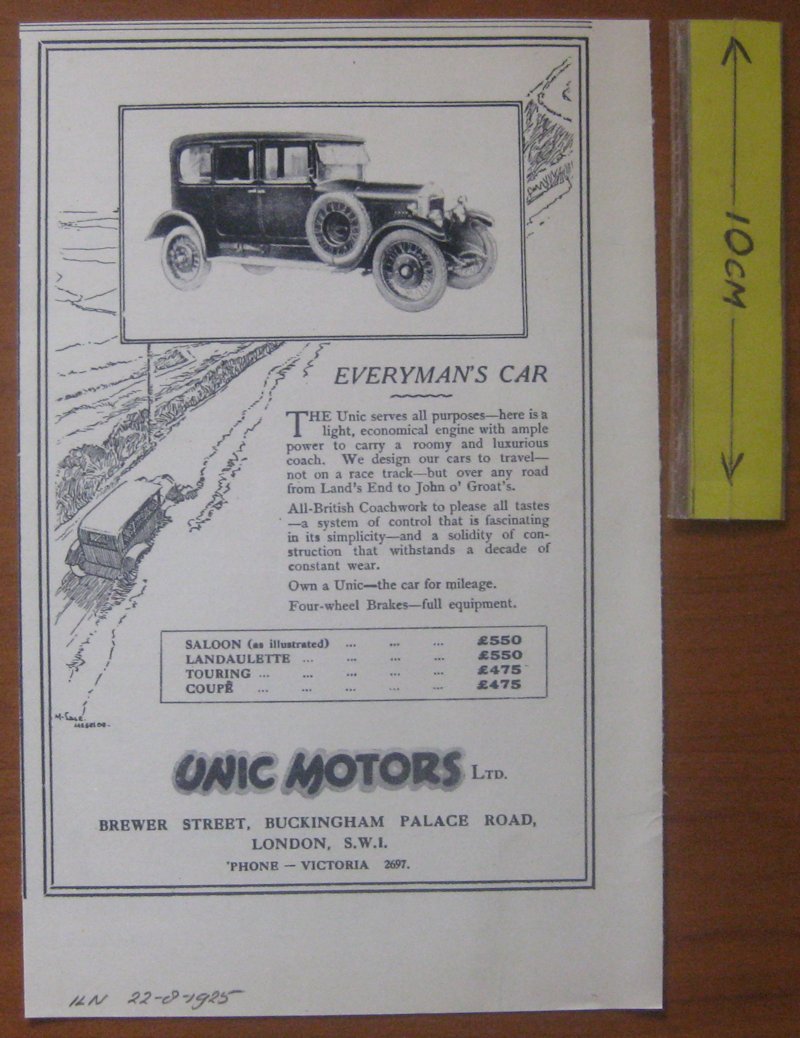 10CM
EVERYMAN'S CAR
THE Unic serves all purposes—here is a
light, economical engine with ample
power to carry a roomy and luxurious
coach. We design our cars to travel—
not on a race track—but over any road
from Land's End to John o' Groat's.
All-British Coachwork to please all tastes
—a system of control that is fascinating
in its simplicity—and a solidity of con-
struction that withstands a decade of
constant wear.
Own a Unic—the car for mileage.
Four-wheel Brakes—full equipment.
SALOON (as illustrated) ... ... ... £550
LANDAULETTE ... ... ... ... £550
TOURING ... ... ... ... ... £475
COUPÊ ... ... ... ... ... £475
UNIC MOTORS LTD.
BREWER STREET, BUCKINGHAM PALACE ROAD,
LONDON, S.W.1.
'PHONE — VICTORIA 2697.
ILN 22-8-1925